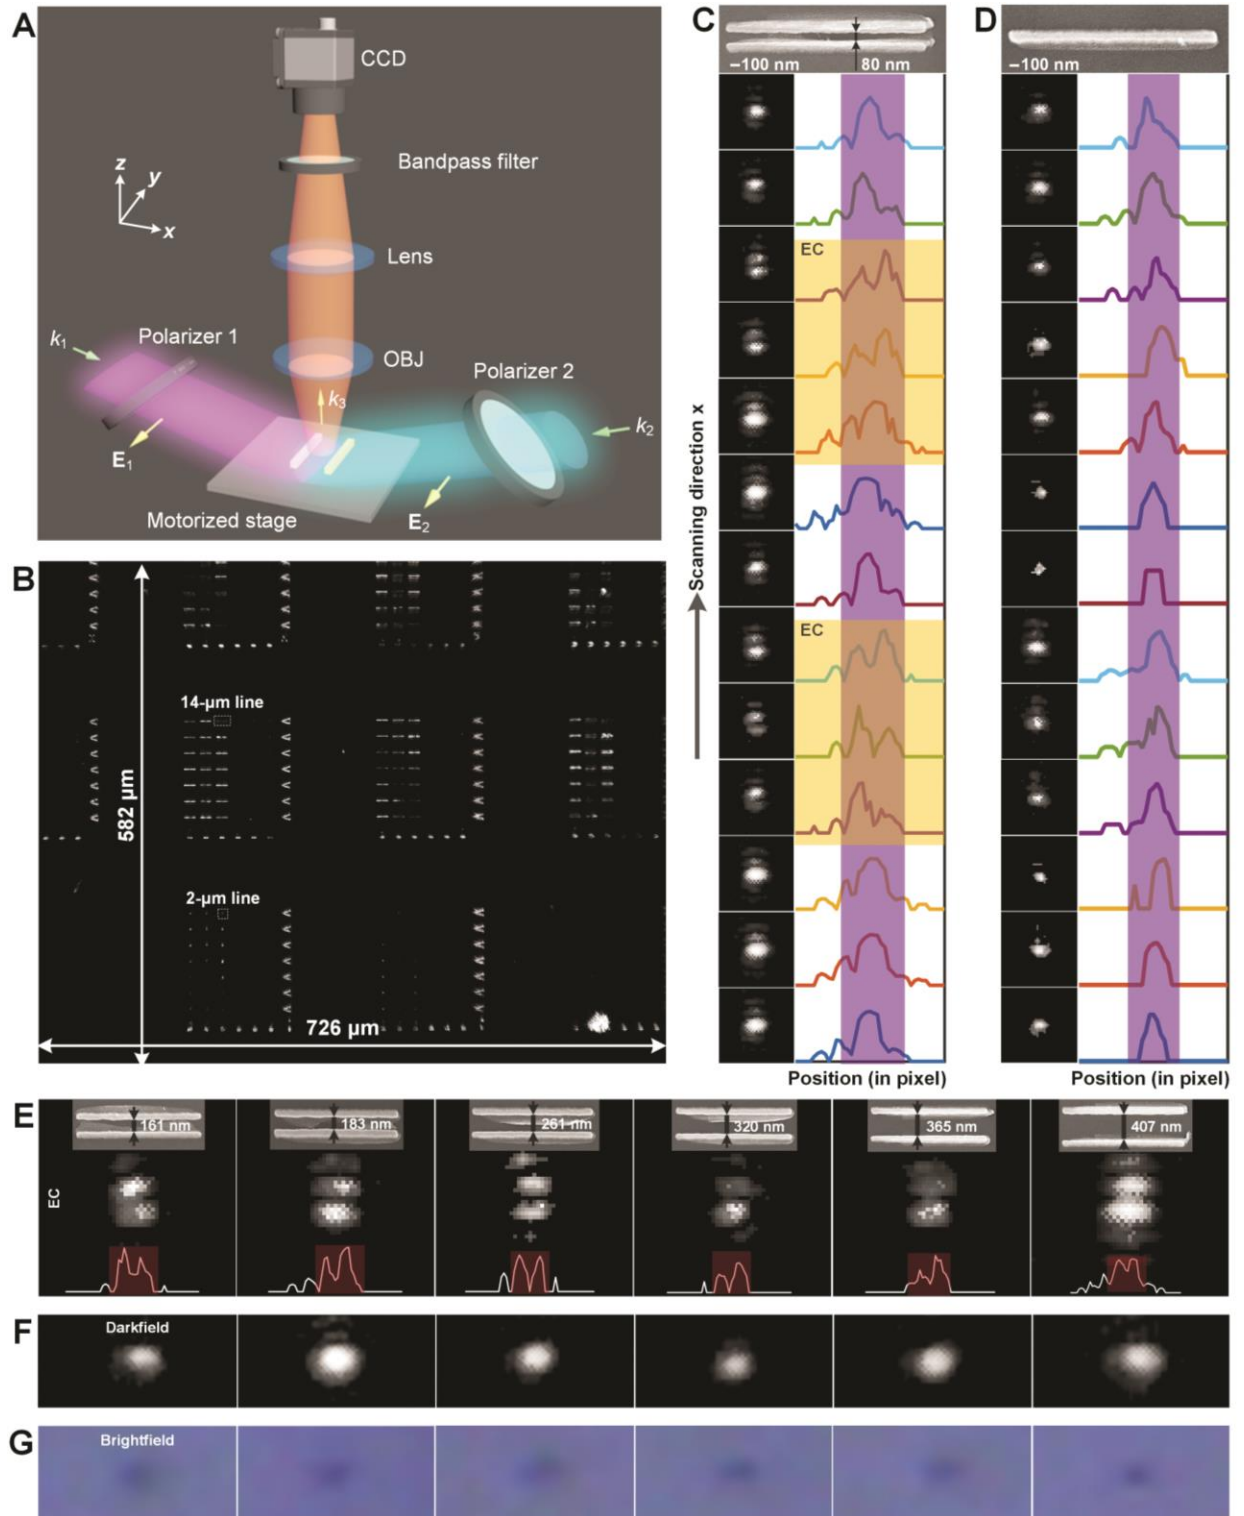 A
CCD
Bandpass filter
z
y
x
Lens
Polarizer 1
k1
OBJ
Polarizer 2
k3
k2
E1
E2
Motorized stage
B
14-µm line
582 µm
2-µm line
726 µm
C
–100 nm
80 nm
EC
EC
Scanning direction x
Position (in pixel)
D
–100 nm
Position (in pixel)
E
161 nm
183 nm
261 nm
320 nm
365 nm
407 nm
EC
F
Darkfield
G
Brightfield